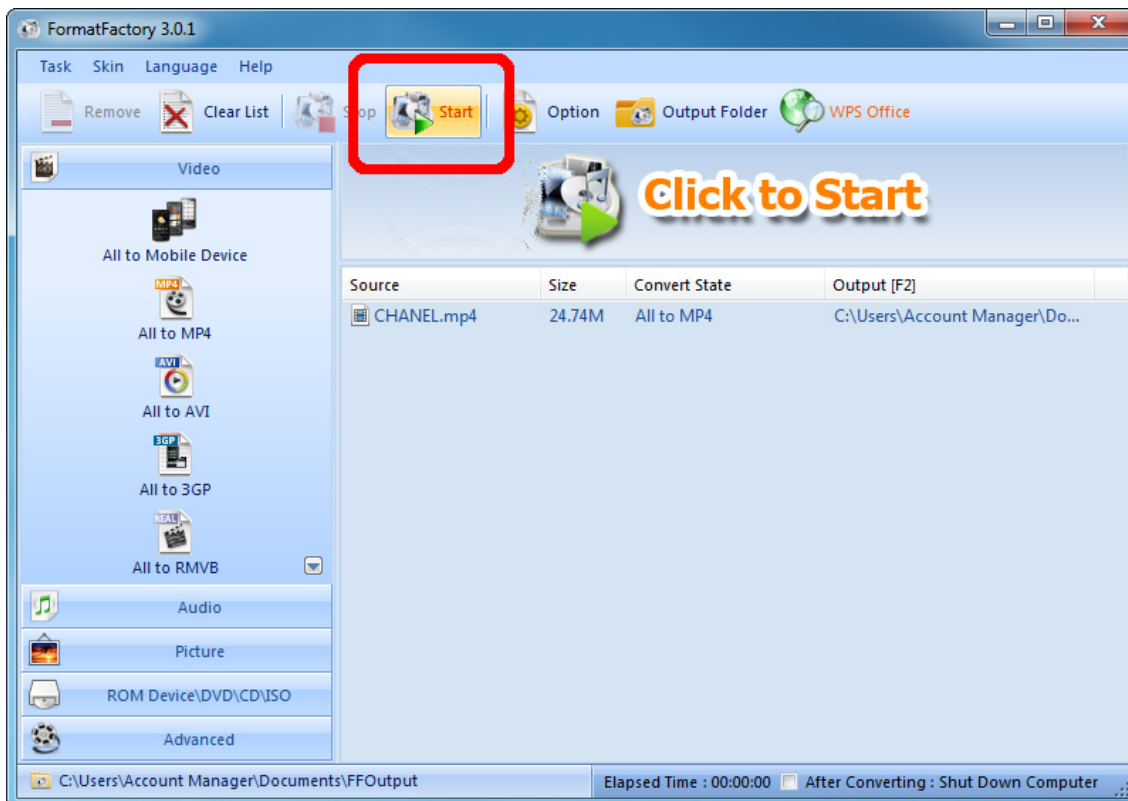 FormatFactory 3.0.1
Task Skin Language Help
Remove Clear List Stop Start Option Output Folder WPS Office
Video
All to Mobile Device
MP4
All to MP4
AVI
All to AVI
3GP
All to 3GP
REAL
All to RMVB
Audio
Picture
ROM Device\DVD\CD\ISO
Advanced
Click to Start
Source Size Convert State Output [F2]
CHANEL.mp4 24.74M All to MP4 C:\Users\Account Manager\Do...
C:\Users\Account Manager\Documents\FFOutput Elapsed Time : 00:00:00 After Converting : Shut Down Computer